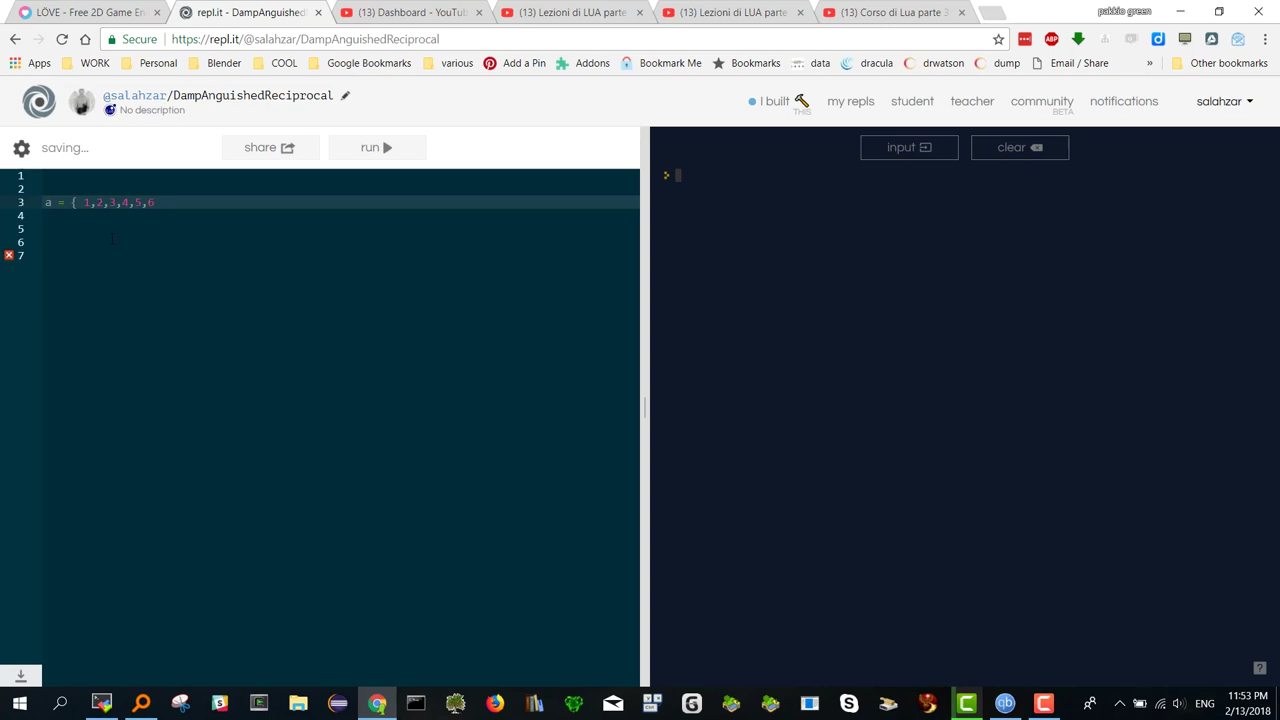 LÖVE - Free 2D Game En
repl.it - DampAnguished
(13) Dashboard - YouTub
(13) Lezioni di LUA parte
(13) Lezioni di LUA parte
(13) Corso di Lua parte 3
pakkio green
Secure
https://repl.it/@salahzar/DampAnguishedReciprocal
Apps
WORK
Personal
Blender
COOL
Google Bookmarks
various
Add a Pin
Addons
Bookmark Me
Bookmarks
data
dracula
drwatson
dump
Email / Share
»
Other bookmarks
@salahzar/DampAnguishedReciprocal
No description
I built
THIS
my repls
student
teacher
community
BETA
notifications
salahzar
saving...
share
run
input
clear
1
2
3 a = { 1,2,3,4,5,6
4
5
6
7
?
ENG
11:53 PM
2/13/2018